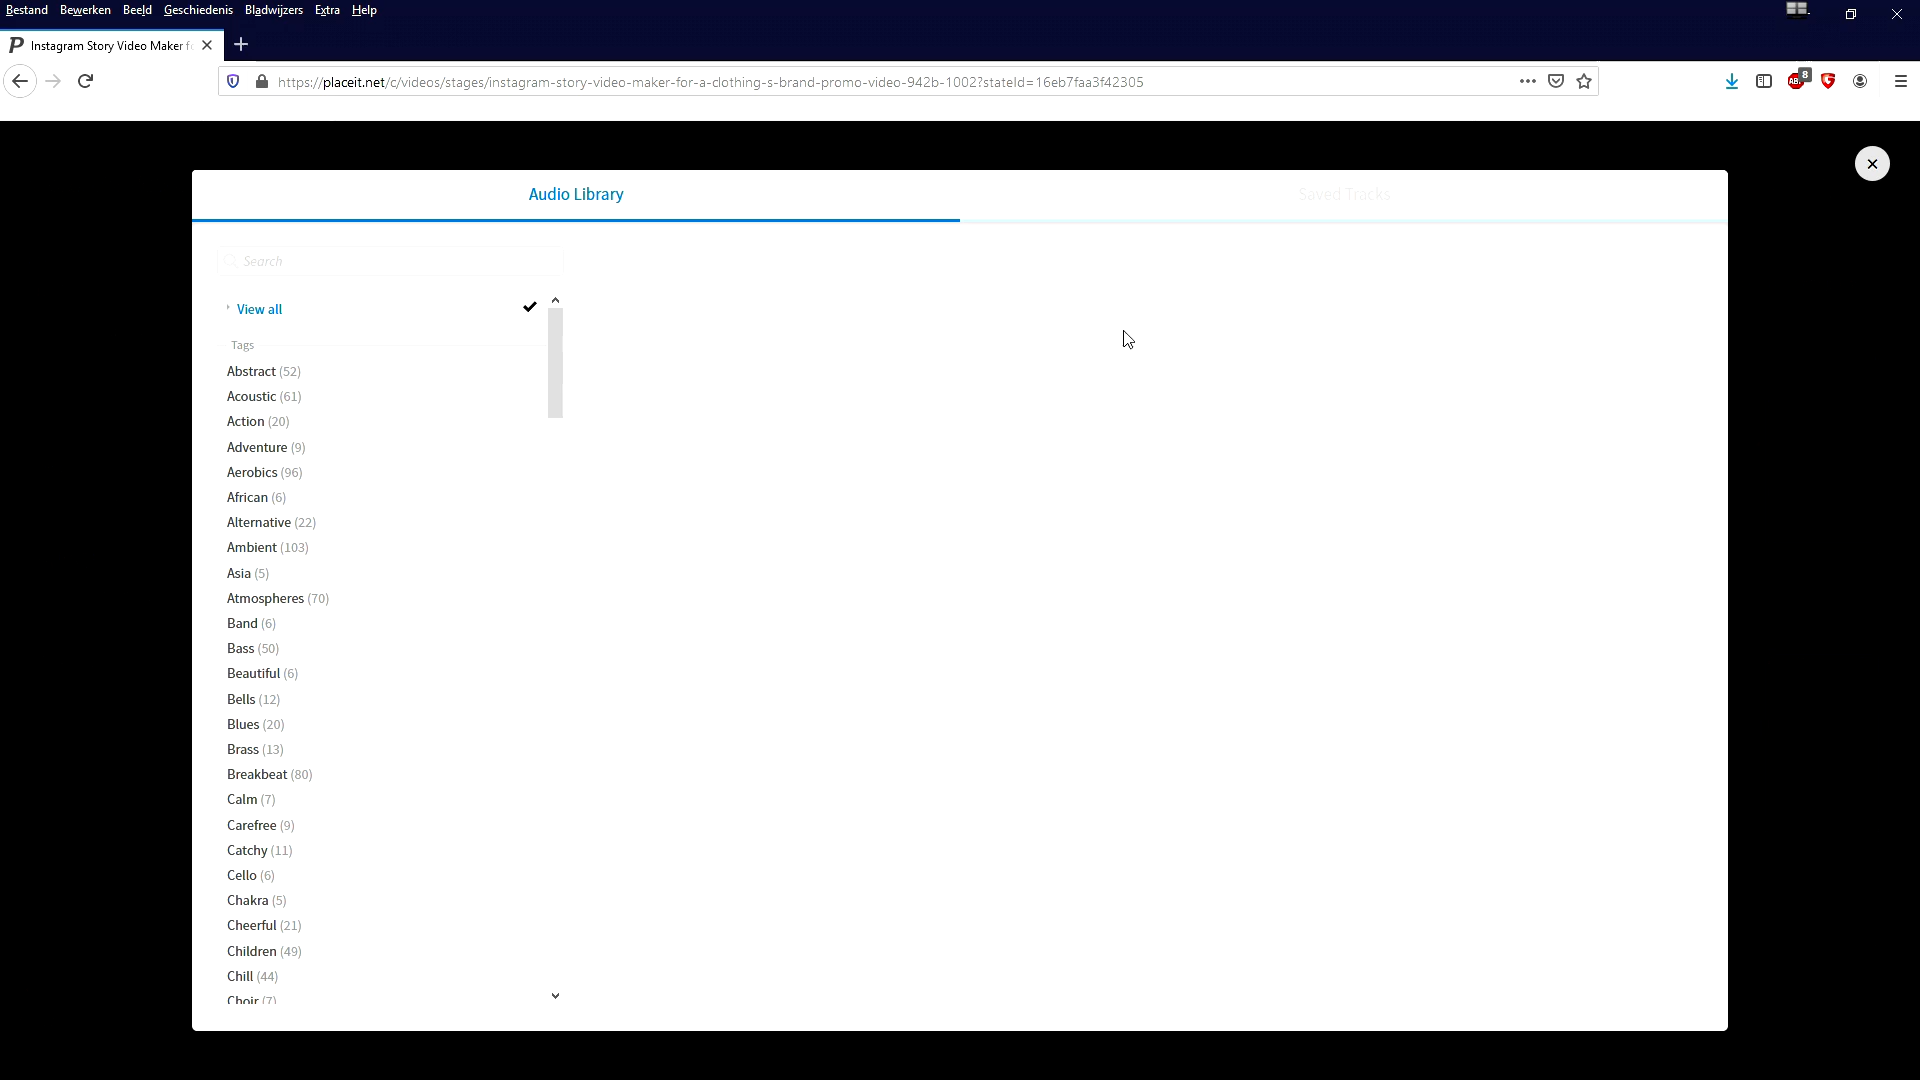 Bestand Bewerken Beeld Geschiedenis Bladwijzers Extra Help
Instagram Story Video Maker fo
https://placeit.net/c/videos/stages/instagram-story-video-maker-for-a-clothing-s-brand-promo-video-942b-1002?stateId=16eb7faa3f42305
8
Audio Library
Saved Tracks
Search
View all
Tags
Abstract (52)
Acoustic (61)
Action (20)
Adventure (9)
Aerobics (96)
African (6)
Alternative (22)
Ambient (103)
Asia (5)
Atmospheres (70)
Band (6)
Bass (50)
Beautiful (6)
Bells (12)
Blues (20)
Brass (13)
Breakbeat (80)
Calm (7)
Carefree (9)
Catchy (11)
Cello (6)
Chakra (5)
Cheerful (21)
Children (49)
Chill (44)
Choir (7)